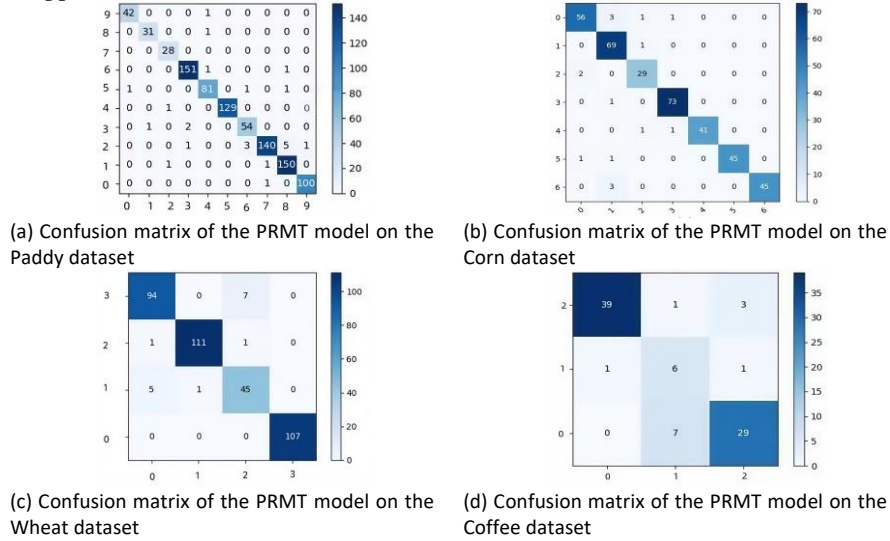 9 42 0 0 0 1 0 0 0 0 0
8 0 31 0 0 1 0 0 0 0 0
7 0 0 28 0 0 0 0 0 0 0
6 0 0 0 151 1 0 0 0 1 0
5 1 0 0 0 81 0 1 0 1 0
4 0 0 1 0 0 129 0 0 0 0
3 0 1 0 2 0 0 54 0 0 0
2 0 0 0 1 0 0 3 140 5 1
1 0 0 1 0 0 0 0 1 150 0
0 0 0 0 0 0 0 0 1 0 100
0 1 2 3 4 5 6 7 8 9
140
120
100
80
60
40
20
0
0 56 3 1 1 0 0 0
1 0 69 1 0 0 0 0
2 2 0 29 0 0 0 0
3 0 1 0 73 0 0 0
4 0 0 1 1 41 0 0
5 1 1 0 0 0 45 0
6 0 3 0 0 0 0 45
0 1 2 3 4 5 6
70
60
50
40
30
20
10
0
(a) Confusion matrix of the PRMT model on the
Paddy dataset
(b) Confusion matrix of the PRMT model on the
Corn dataset
3 94 0 7 0
2 1 111 1 0
1 5 1 45 0
0 0 0 0 107
0 1 2 3
100
80
60
40
20
0
2 39 1 3
1 1 6 1
0 0 7 29
0 1 2
35
30
25
20
15
10
5
0
(c) Confusion matrix of the PRMT model on the
Wheat dataset
(d) Confusion matrix of the PRMT model on the
Coffee dataset